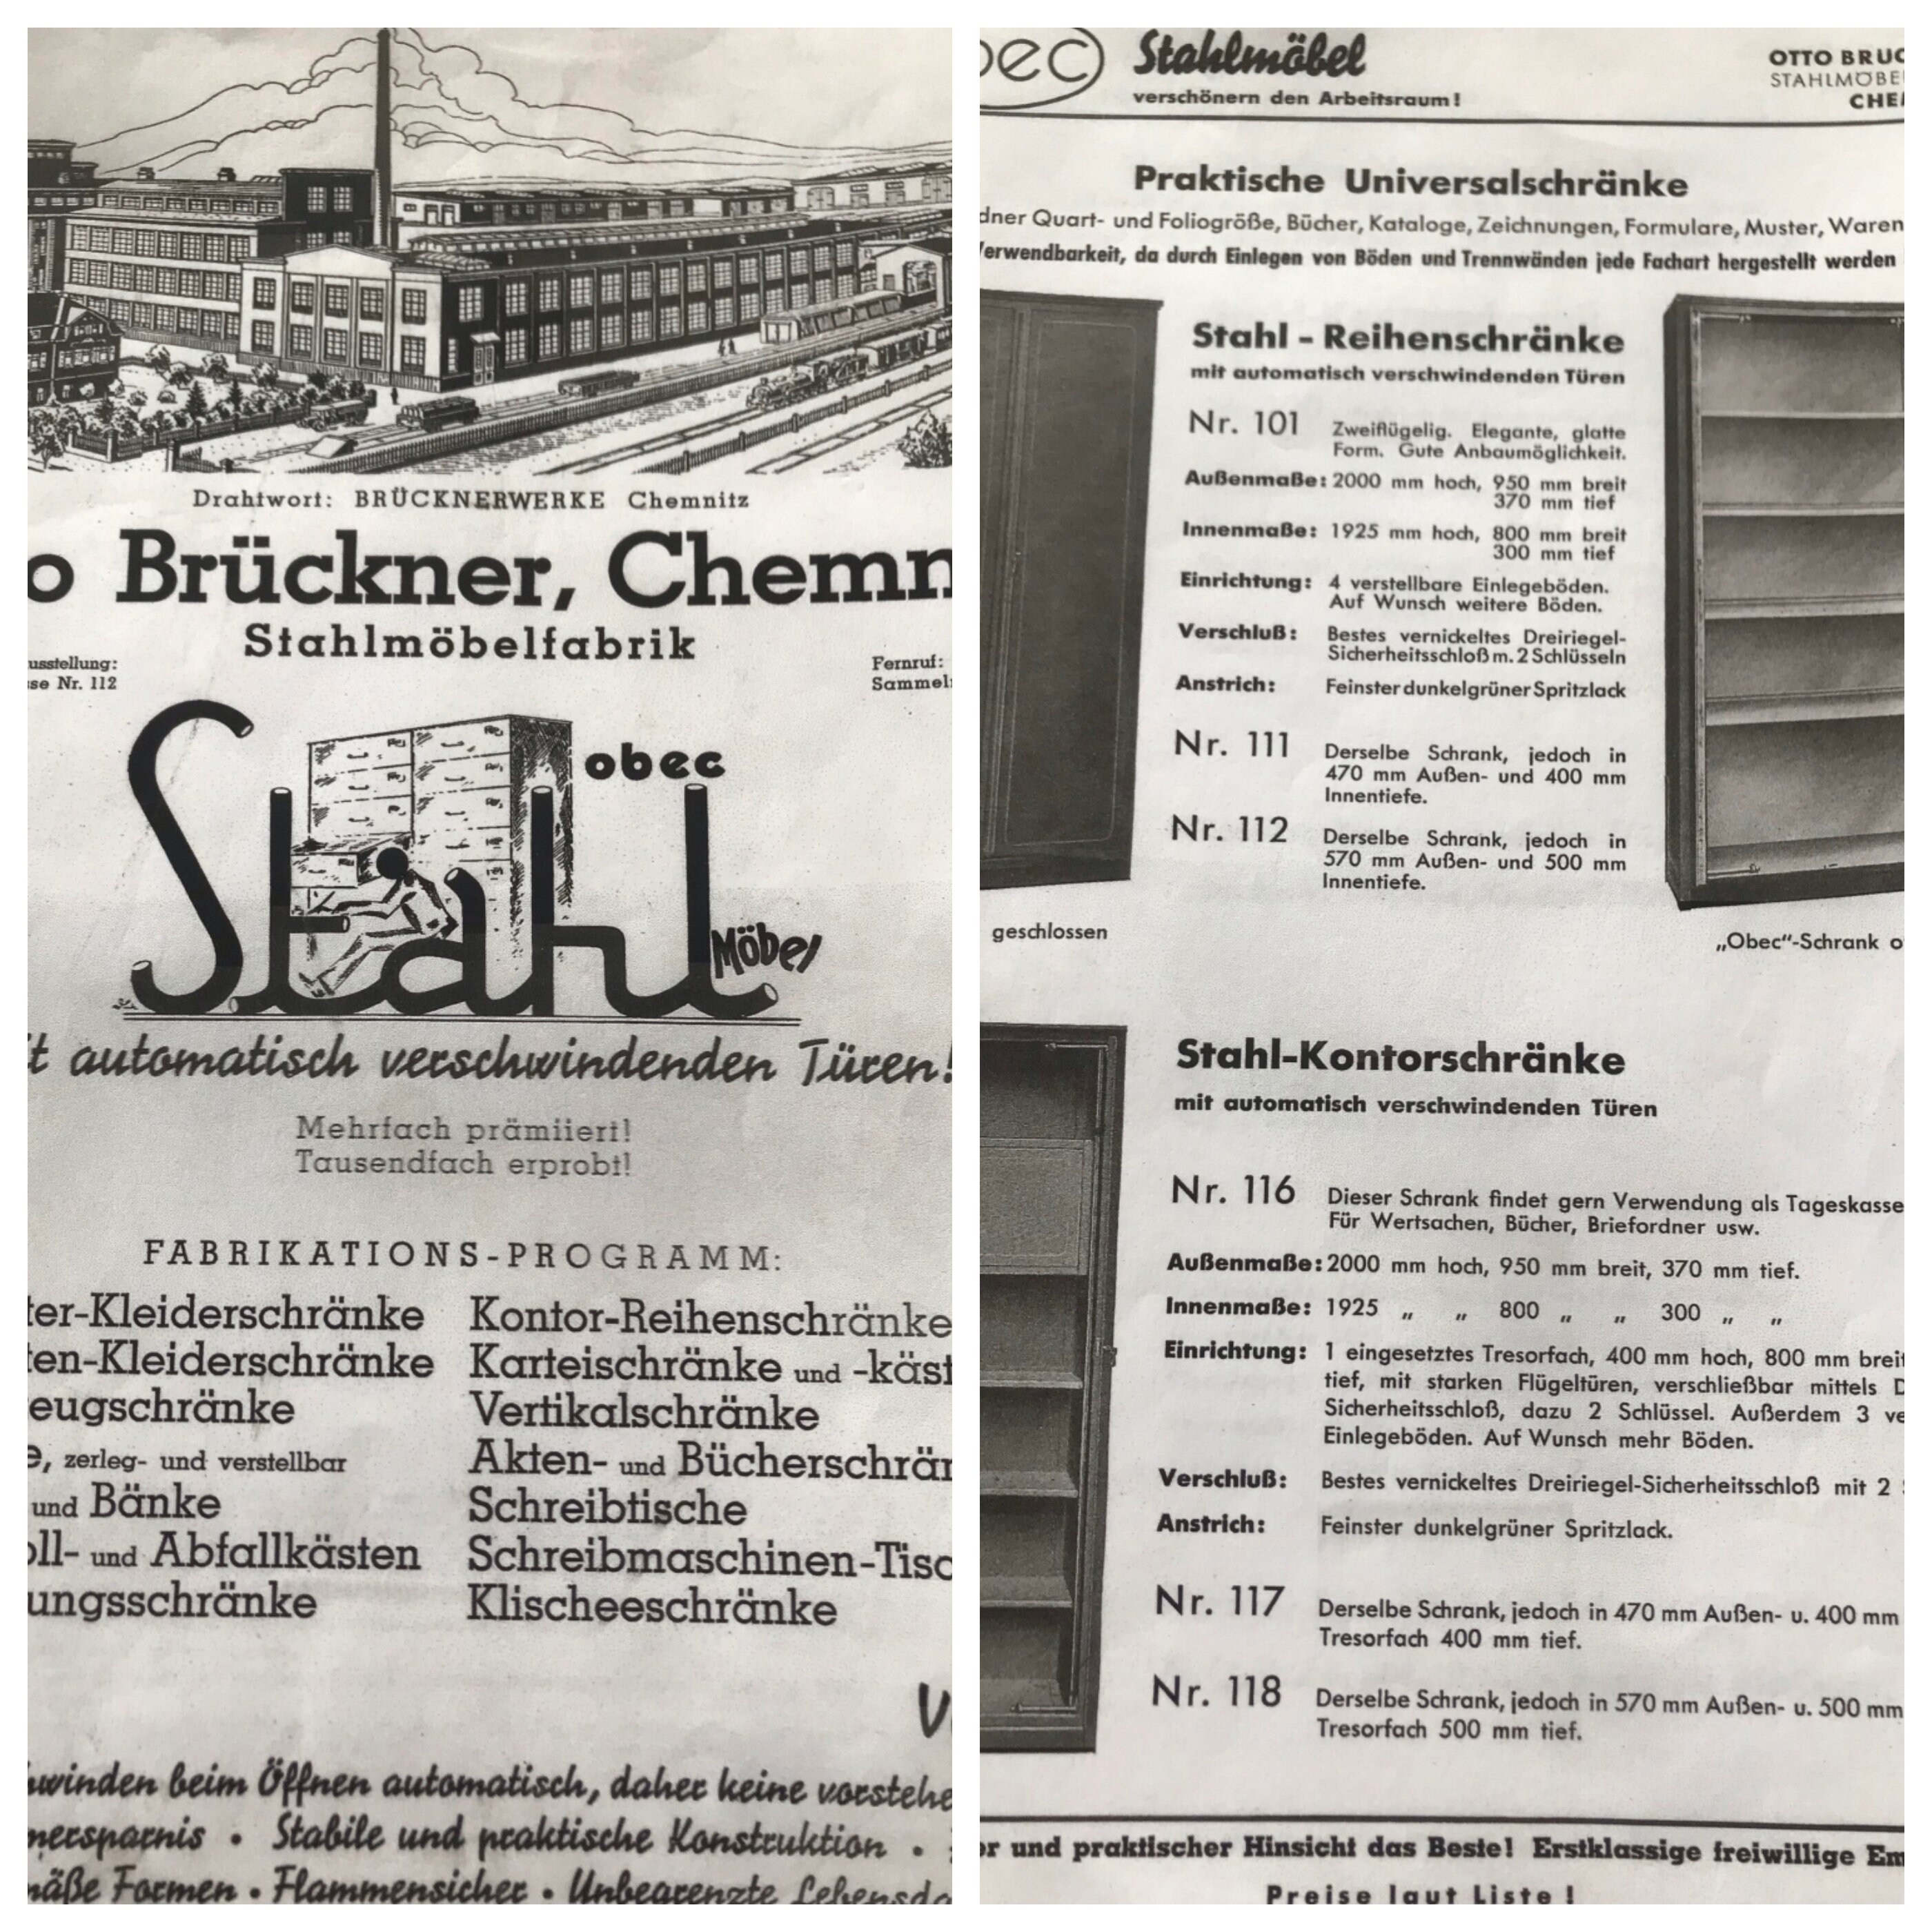 Drahtwort: BRÜCKNERWERKE Chemnitz
o Brückner, Chemn
Stahlmöbelfabrik
usstellung:
se Nr. 112
Fernruf:
Sammel
obec
Stahl
Möbel
t automatisch verschwindenden Türen!
Mehrfach prämiiert!
Tausendfach erprobt!
FABRIKATIONS-PROGRAMM:
ter-Kleiderschränke
ten-Kleiderschränke
eugschränke
e, zerleg- und verstellbar
und Bänke
oll- und Abfallkästen
ungsschränke
Kontor-Reihenschränke
Karteischränke und -käst
Vertikalschränke
Akten- und Bücherschrän
Schreibtische
Schreibmaschinen-Tisc
Klischeeschränke
V
winden beim Öffnen automatisch, daher keine vorstehe
nersparnis • Stabile und praktische Konstruktion •
mäße Formen • Flammensicher • Unbegrenzte Lebensda
bec Stahlmöbel
verschönern den Arbeitsraum!
OTTO BRUC
STAHLMÖBE
CHE
Praktische Universalschränke
dner Quart- und Foliogröße, Bücher, Kataloge, Zeichnungen, Formulare, Muster, Waren
Verwendbarkeit, da durch Einlegen von Böden und Trennwänden jede Fachart hergestellt werden
Stahl - Reihenschränke
mit automatisch verschwindenden Türen
Nr. 101 Zweiflügelig. Elegante, glatte
Form. Gute Anbaumöglichkeit.
Außenmaße: 2000 mm hoch, 950 mm breit
370 mm tief
Innenmaße: 1925 mm hoch, 800 mm breit
300 mm tief
Einrichtung: 4 verstellbare Einlegeböden.
Auf Wunsch weitere Böden.
Verschluß: Bestes vernickeltes Dreiriegel-
Sicherheitsschloß m. 2 Schlüsseln
Anstrich: Feinster dunkelgrüner Spritzlack
Nr. 111 Derselbe Schrank, jedoch in
470 mm Außen- und 400 mm
Innentiefe.
Nr. 112 Derselbe Schrank, jedoch in
570 mm Außen- und 500 mm
Innentiefe.
geschlossen
„Obec“-Schrank o
Stahl-Kontorschränke
mit automatisch verschwindenden Türen
Nr. 116 Dieser Schrank findet gern Verwendung als Tageskasse
Für Wertsachen, Bücher, Briefordner usw.
Außenmaße: 2000 mm hoch, 950 mm breit, 370 mm tief.
Innenmaße: 1925 „ „ 800 „ „ 300 „ „
Einrichtung: 1 eingesetztes Tresorfach, 400 mm hoch, 800 mm breit
tief, mit starken Flügeltüren, verschließbar mittels D
Sicherheitsschloß, dazu 2 Schlüssel. Außerdem 3 ve
Einlegeböden. Auf Wunsch mehr Böden.
Verschluß: Bestes vernickeltes Dreiriegel-Sicherheitsschloß mit 2
Anstrich: Feinster dunkelgrüner Spritzlack.
Nr. 117 Derselbe Schrank, jedoch in 470 mm Außen- u. 400 mm
Tresorfach 400 mm tief.
Nr. 118 Derselbe Schrank, jedoch in 570 mm Außen- u. 500 mm
Tresorfach 500 mm tief.
er und praktischer Hinsicht das Beste! Erstklassige freiwillige Em
Preise laut Liste!